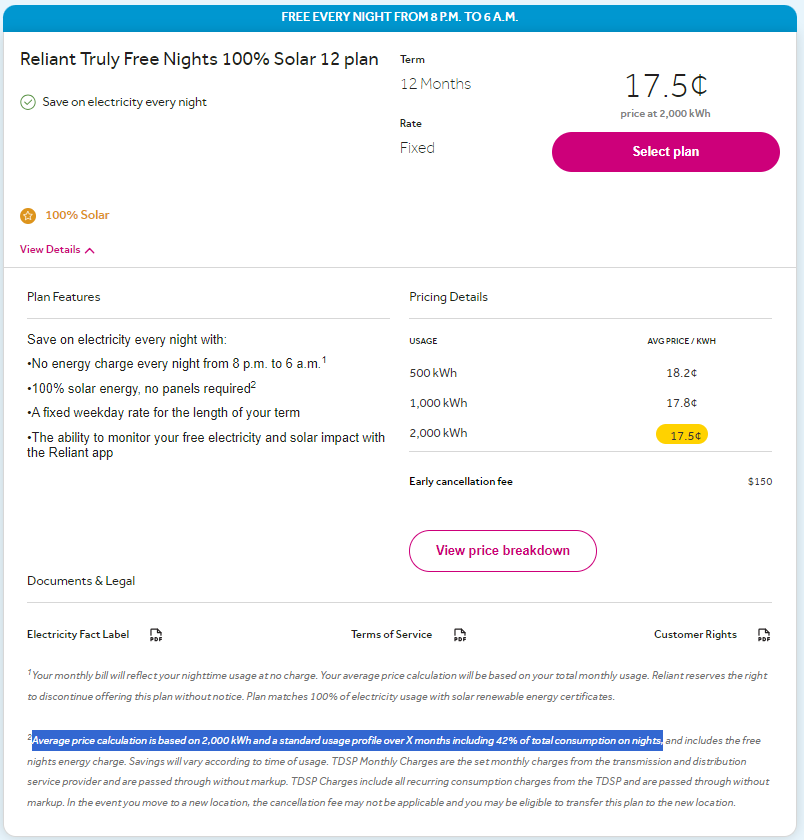 FREE EVERY NIGHT FROM 8 P.M. TO 6 A.M.
Reliant Truly Free Nights 100% Solar 12 plan
Save on electricity every night
Term
12 Months
Rate
Fixed
17.5¢
price at 2,000 kWh
Select plan
100% Solar
View Details
Plan Features
Save on electricity every night with:
•No energy charge every night from 8 p.m. to 6 a.m.1
•100% solar energy, no panels required2
•A fixed weekday rate for the length of your term
•The ability to monitor your free electricity and solar impact with
the Reliant app
Pricing Details
USAGE AVG PRICE / KWH
500 kWh 18.2¢
1,000 kWh 17.8¢
2,000 kWh 17.5¢
Early cancellation fee $150
View price breakdown
Documents & Legal
Electricity Fact Label PDF Terms of Service PDF Customer Rights PDF
1Your monthly bill will reflect your nighttime usage at no charge. Your average price calculation will be based on your total monthly usage. Reliant reserves the right
to discontinue offering this plan without notice. Plan matches 100% of electricity usage with solar renewable energy certificates.
2Average price calculation is based on 2,000 kWh and a standard usage profile over X months including 42% of total consumption on nights, and includes the free
nights energy charge. Savings will vary according to time of usage. TDSP Monthly Charges are the set monthly charges from the transmission and distribution
service provider and are passed through without markup. TDSP Charges include all recurring consumption charges from the TDSP and are passed through without
markup. In the event you move to a new location, the cancellation fee may not be applicable and you may be eligible to transfer this plan to the new location.